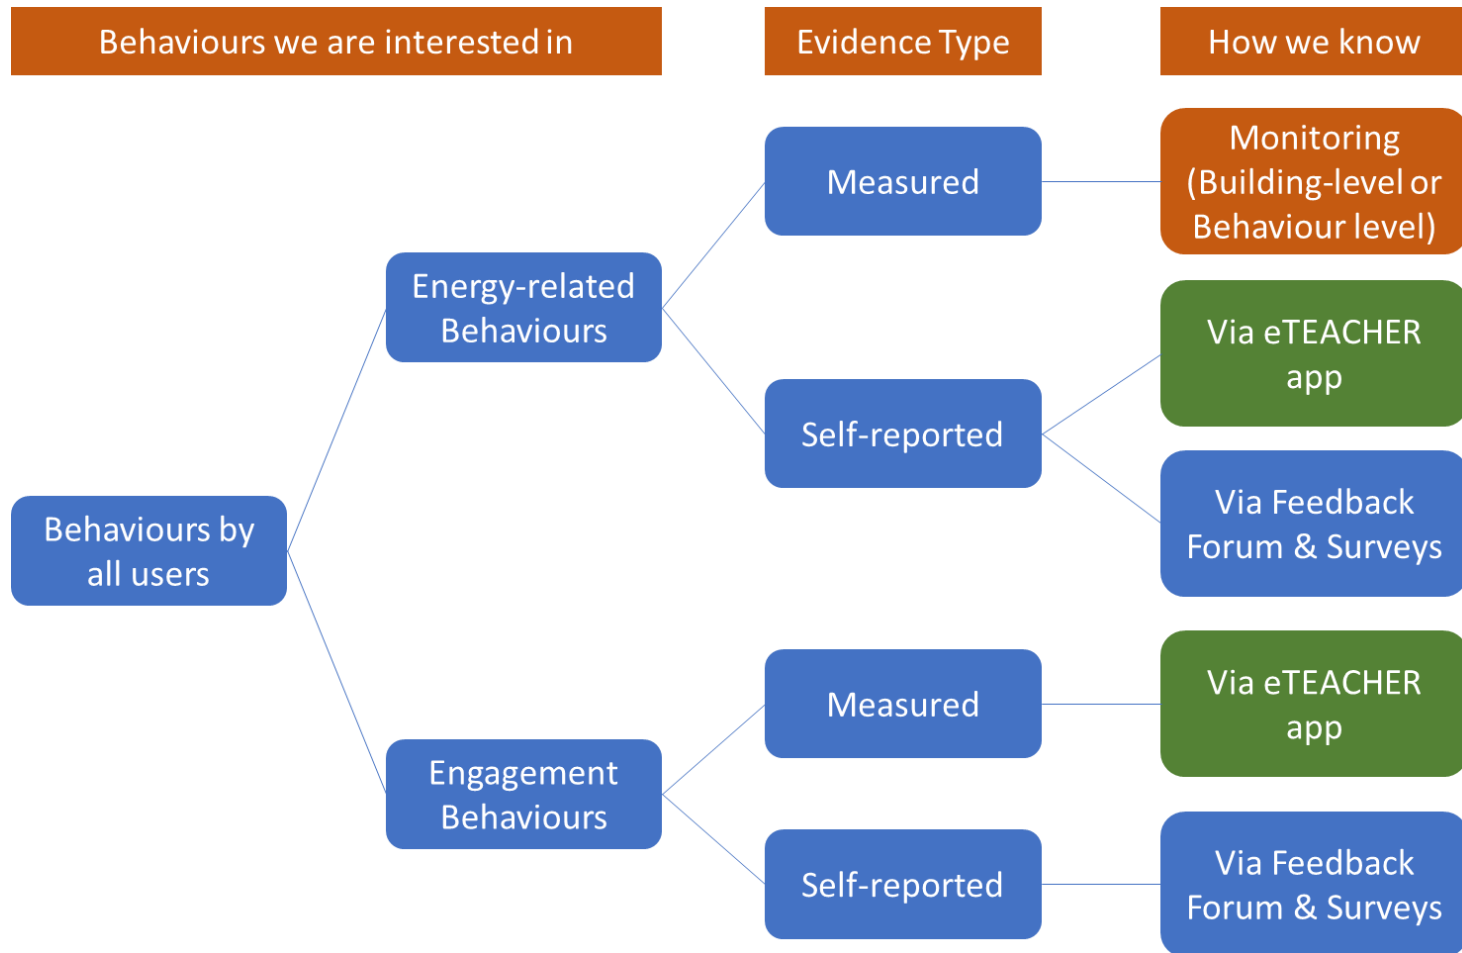 Behaviours we are interested in
Evidence Type
How we know
Measured
Monitoring
(Building-level or
Behaviour level)
Energy-related
Behaviours
Via eTEACHER
app
Self-reported
Via Feedback
Forum & Surveys
Behaviours by
all users
Measured
Via eTEACHER
app
Engagement
Behaviours
Self-reported
Via Feedback
Forum & Surveys